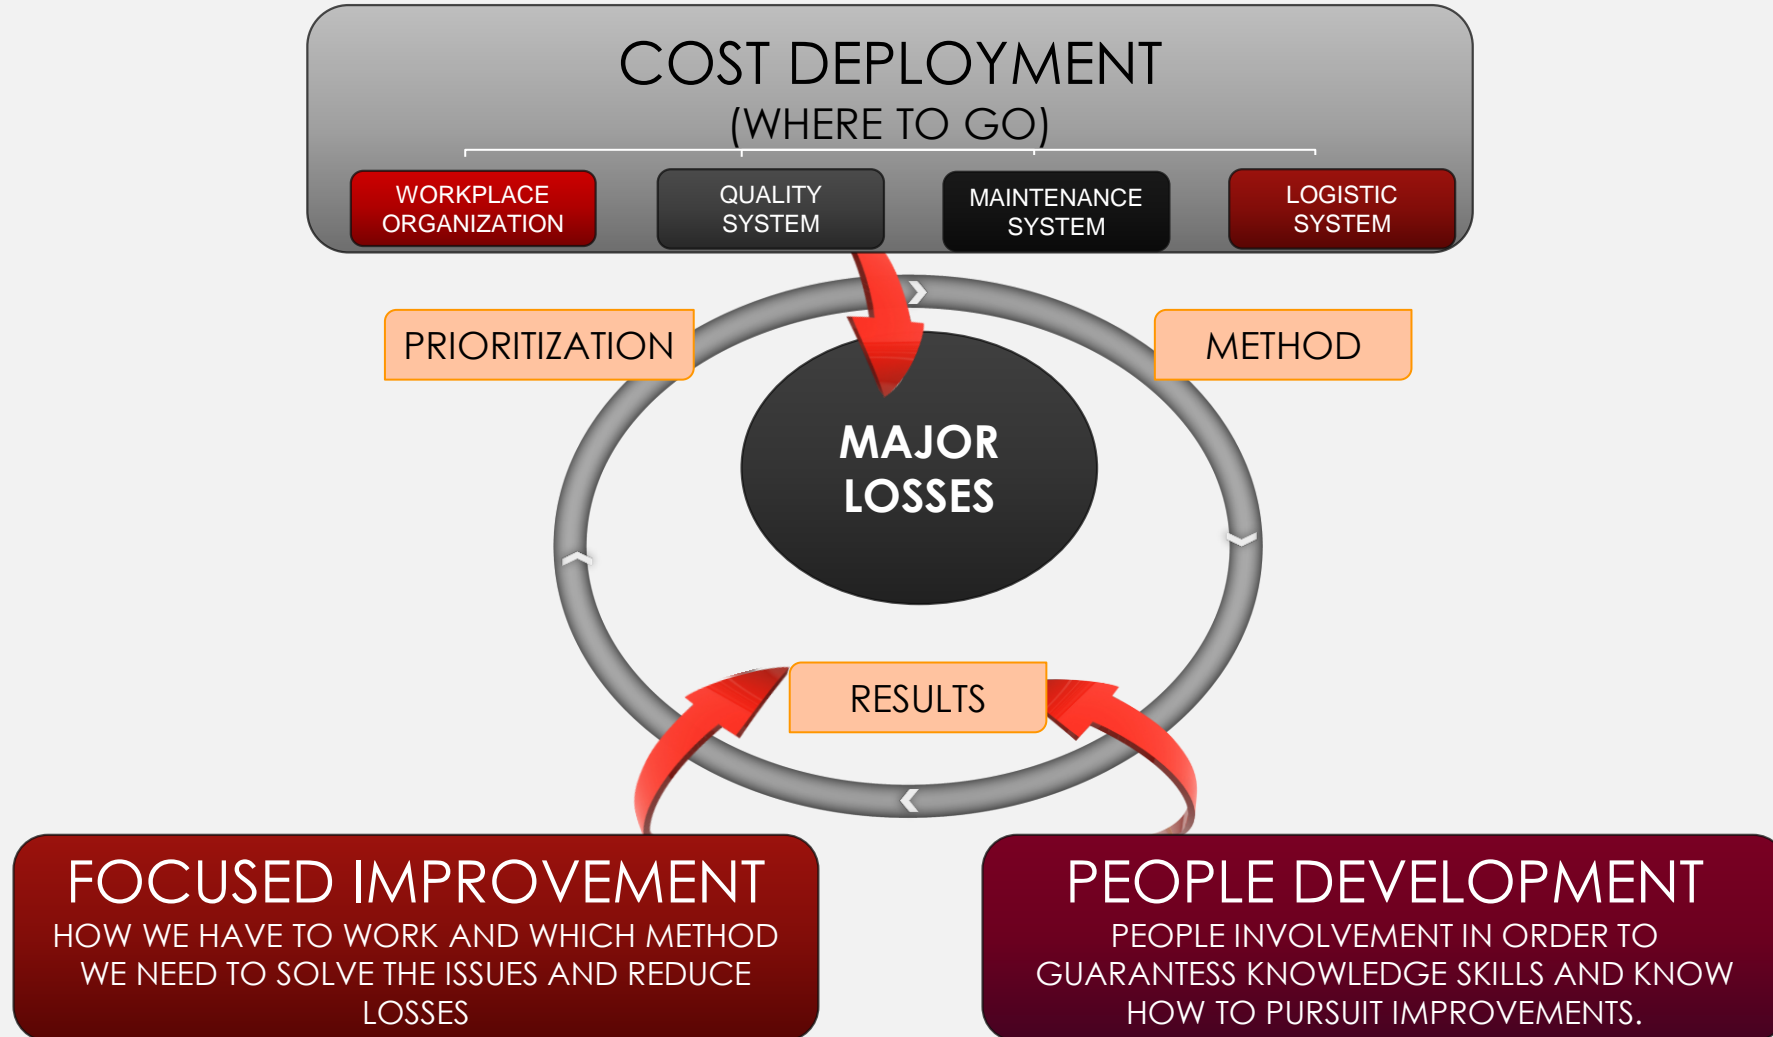 COST DEPLOYMENT
(WHERE TO GO)
WORKPLACE
ORGANIZATION
QUALITY
SYSTEM
MAINTENANCE
SYSTEM
LOGISTIC
SYSTEM
PRIORITIZATION
METHOD
MAJOR
LOSSES
RESULTS
FOCUSED IMPROVEMENT
HOW WE HAVE TO WORK AND WHICH METHOD
WE NEED TO SOLVE THE ISSUES AND REDUCE
LOSSES
PEOPLE DEVELOPMENT
PEOPLE INVOLVEMENT IN ORDER TO
GUARANTESS KNOWLEDGE SKILLS AND KNOW
HOW TO PURSUIT IMPROVEMENTS.